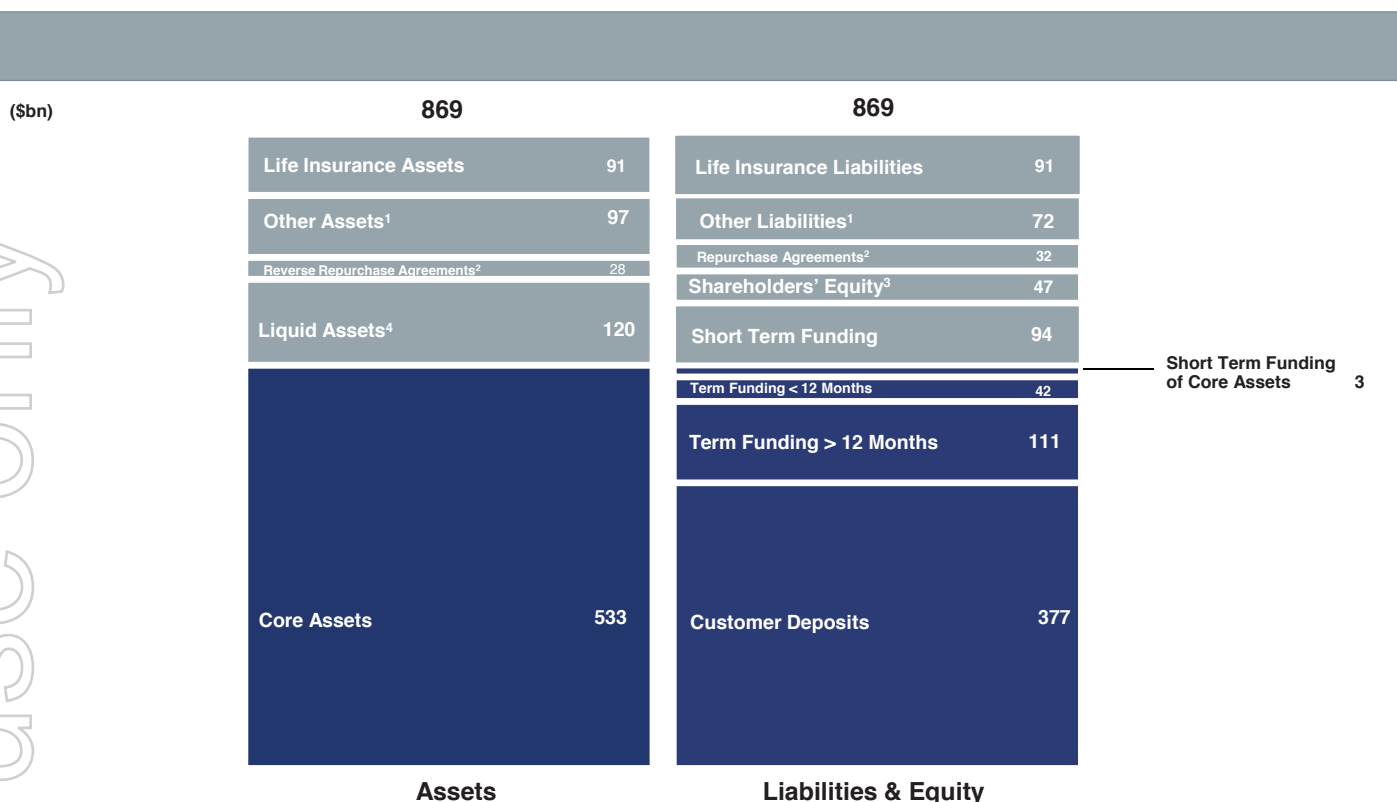 ($bn)
869
869
Life Insurance Assets 91
Other Assets¹ 97
Reverse Repurchase Agreements² 28
Liquid Assets⁴ 120
Core Assets 533
Assets
Life Insurance Liabilities 91
Other Liabilities¹ 72
Repurchase Agreements² 32
Shareholders’ Equity³ 47
Short Term Funding 94
Short Term Funding
of Core Assets 3
Term Funding < 12 Months 42
Term Funding > 12 Months 111
Customer Deposits 377
Liabilities & Equity